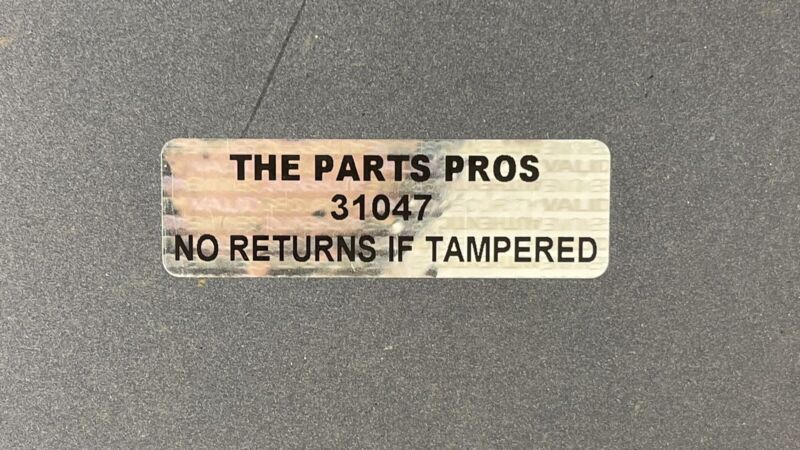 THE PARTS PROS
31047
NO RETURNS IF TAMPERED